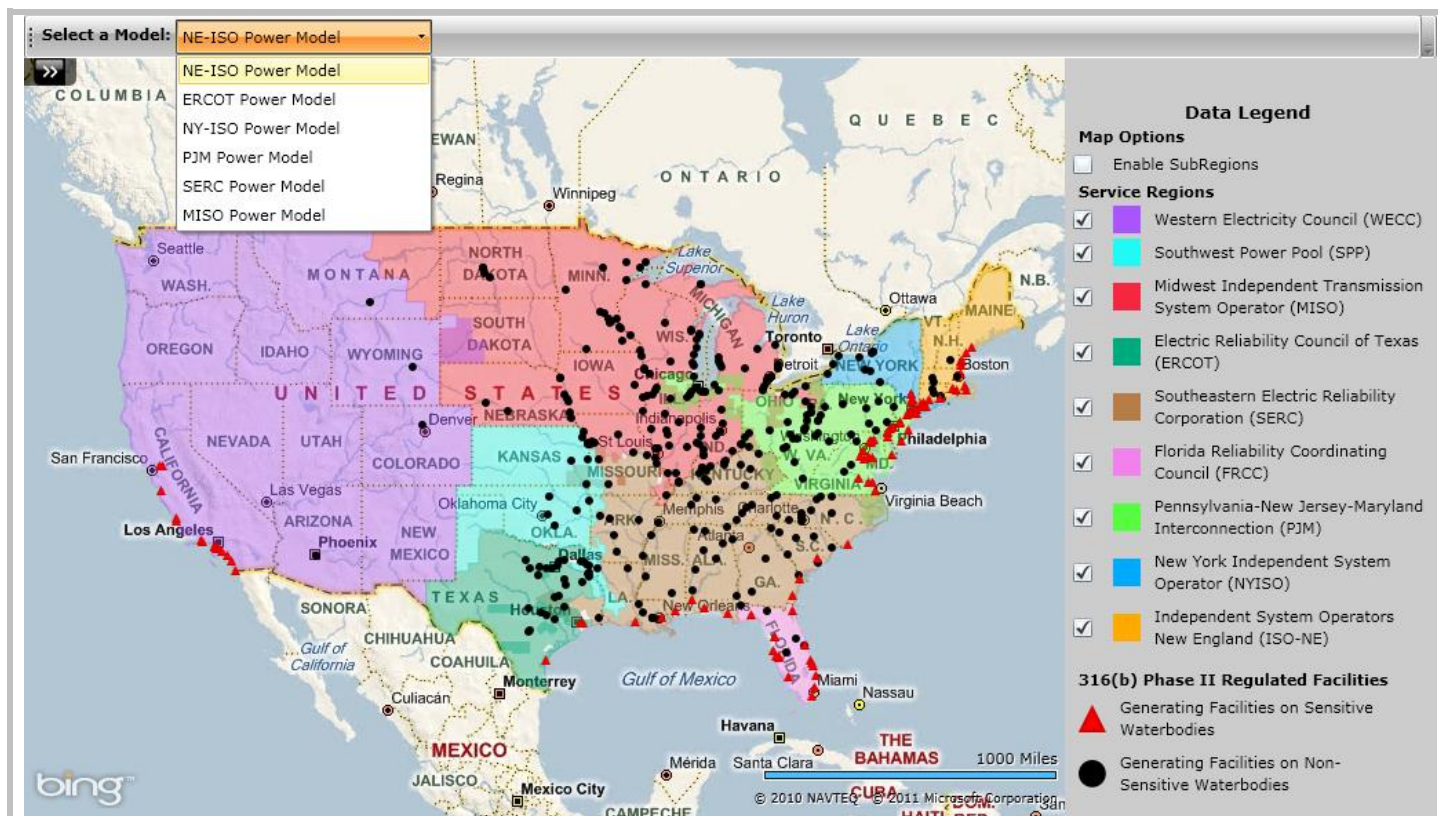 Select a Model: NE-ISO Power Model
NE-ISO Power Model
ERCOT Power Model
NY-ISO Power Model
PJM Power Model
SERC Power Model
MISO Power Model
COLUMBIA
EWAN
QUEBEC
ONTARIO
Regina
Winnipeg
Seattle
WASH.
MONTANA
NORTH
DAKOTA
MINN.
Lake
Superior
MICHIGAN
Lake
Huron
Ottawa
N.B.
MAINE
VT.
N.H.
Toronto
Lake
Ontario
OREGON
IDAHO
WYOMING
SOUTH
DAKOTA
WIS.
Detroit
NEW YORK
Boston
IOWA
Chicago
UNITED STATES
OHIO
New York
NEBRASKA
Indianapolis
Denver
Philadelphia
NEVADA
UTAH
COLORADO
KANSAS
St Louis
IND.
Washington
W. VA.
MD.
MISSOURI
KENTUCKY
VIRGINIA
San Francisco
CALIFORNIA
Las Vegas
Oklahoma City
Virginia Beach
Los Angeles
ARIZONA
Phoenix
NEW
MEXICO
OKLA.
ARK.
Memphis
Charlotte
N. C.
Dallas
MISS.
ALA.
Atlanta
S.C.
GA.
TEXAS
Houston
LA.
New Orleans
SONORA
CHIHUAHUA
Gulf of
California
COAHUILA
Monterrey
Gulf of Mexico
FLORIDA
Miami
Nassau
Culiacán
Havana
MEXICO
Mérida
Santa Clara
THE
BAHAMAS
1000 Miles
JALISCO
Mexico City
CAMPECHE
CUBA
DOM.
HAITI
REP.
San
bing™
© 2010 NAVTEQ © 2011 Microsoft Corporation
Data Legend
Map Options
Enable SubRegions
Service Regions
Western Electricity Council (WECC)
Southwest Power Pool (SPP)
Midwest Independent Transmission
System Operator (MISO)
Electric Reliability Council of Texas
(ERCOT)
Southeastern Electric Reliability
Corporation (SERC)
Florida Reliability Coordinating
Council (FRCC)
Pennsylvania-New Jersey-Maryland
Interconnection (PJM)
New York Independent System
Operator (NYISO)
Independent System Operators
New England (ISO-NE)
316(b) Phase II Regulated Facilities
Generating Facilities on Sensitive
Waterbodies
Generating Facilities on Non-
Sensitive Waterbodies